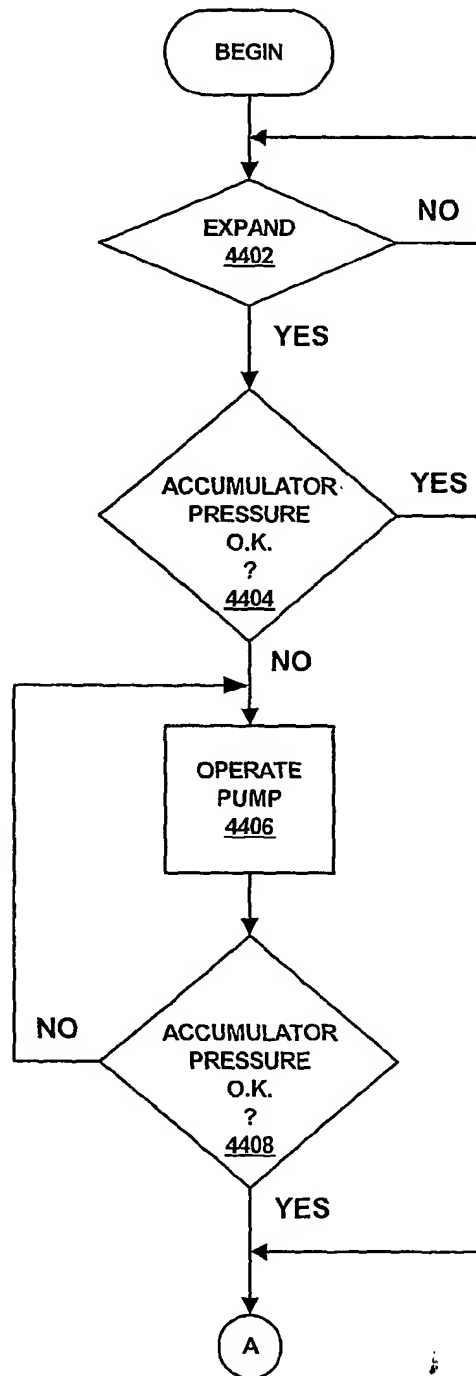 BEGIN
EXPAND
4402
NO
YES
ACCUMULATOR
PRESSURE
O.K.
?
4404
YES
NO
OPERATE
PUMP
4406
ACCUMULATOR
PRESSURE
O.K.
?
4408
NO
YES
A